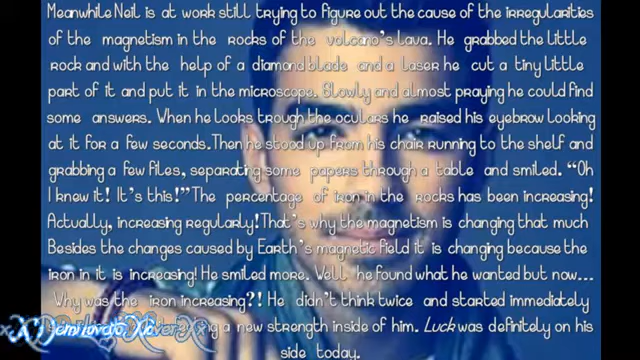 Meanwhile Neil is at work still trying to figure out the cause of the irregularities
of the magnetism in the rocks of the volcano's lava. He grabbed the little
rock and with the help of a diamond blade and a laser he cut a tiny little
part of it and put it in the microscope. Slowly and almost praying he could find
some answers. When he looks trough the oculars he raised his eyebrow looking
at it for a few seconds.Then he stood up from his chair running to the shelf and
grabbing a few files, separating some papers through a table and smiled. “Oh
I knew it! It's this!”The percentage of iron in the rocks has been increasing!
Actually, increasing regularly!That's why the magnetism is changing that much
Besides the changes caused by Earth's magnetic field it is changing because the
iron in it is increasing! He smiled more. Well he found what he wanted but now...
Why was the iron increasing?! He didn't think twice and started immediately
a new strength inside of him. Luck was definitely on his
side today.